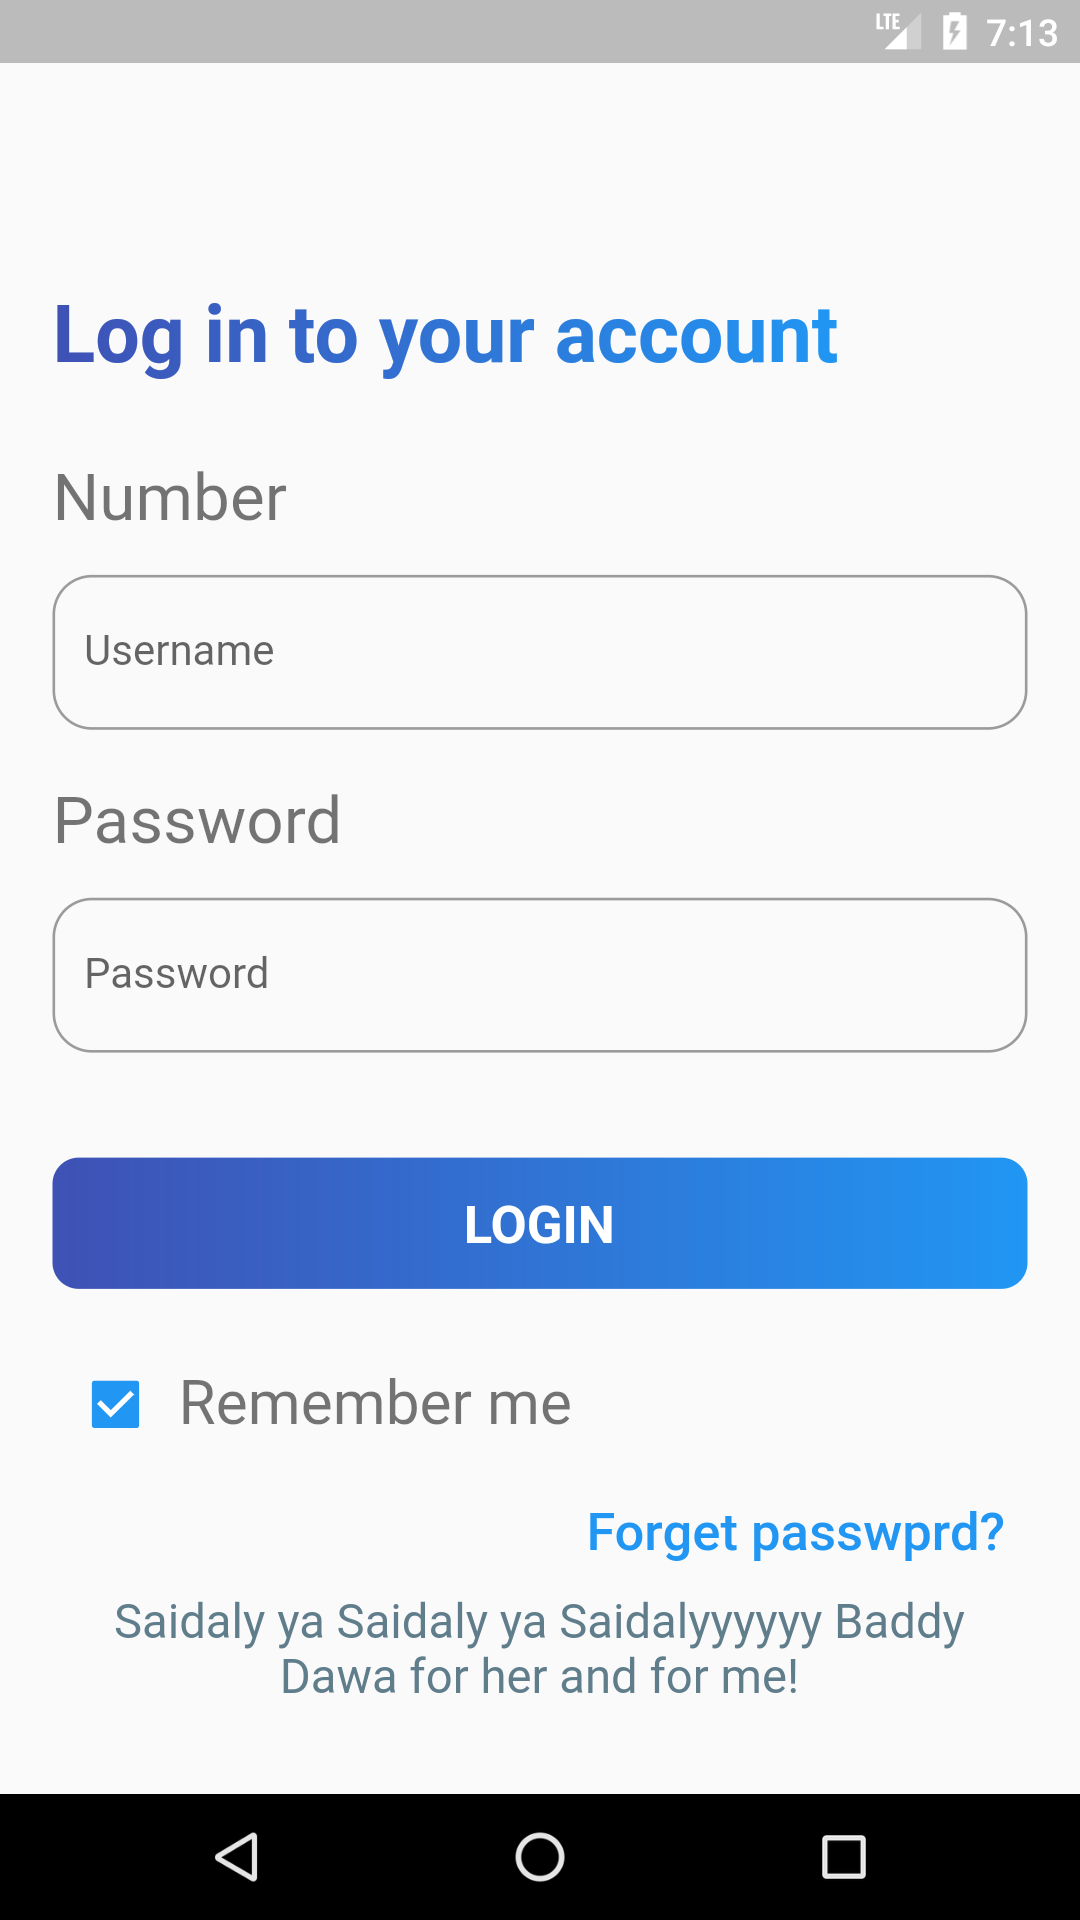 LTE 7:13
Log in to your account
Number
Username
Password
Password
LOGIN
Remember me
Forget passwprd?
Saidaly ya Saidaly ya Saidalyyyyyy Baddy
Dawa for her and for me!